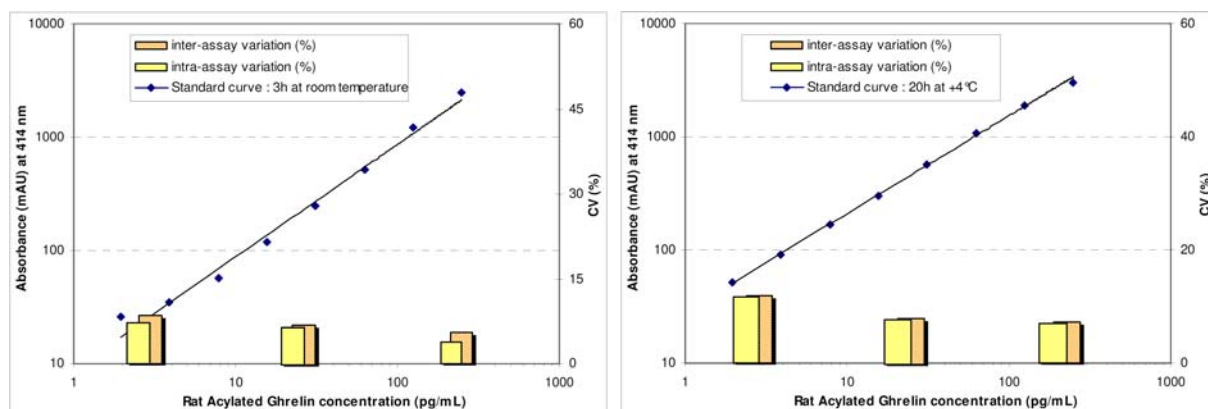 10000
1000
100
10
Absorbance (mAU) at 414 nm
inter-assay variation (%)
intra-assay variation (%)
Standard curve : 3h at room temperature
60
45
30
15
0
CV (%)
1
10
100
1000
Rat Acylated Ghrelin concentration (pg/mL)
10000
1000
100
10
Absorbance (mAU) at 414 nm
inter-assay variation (%)
intra-assay variation (%)
Standard curve : 20h at +4°C
60
40
20
0
CV (%)
1
10
100
1000
Rat Acylated Ghrelin concentration (pg/mL)